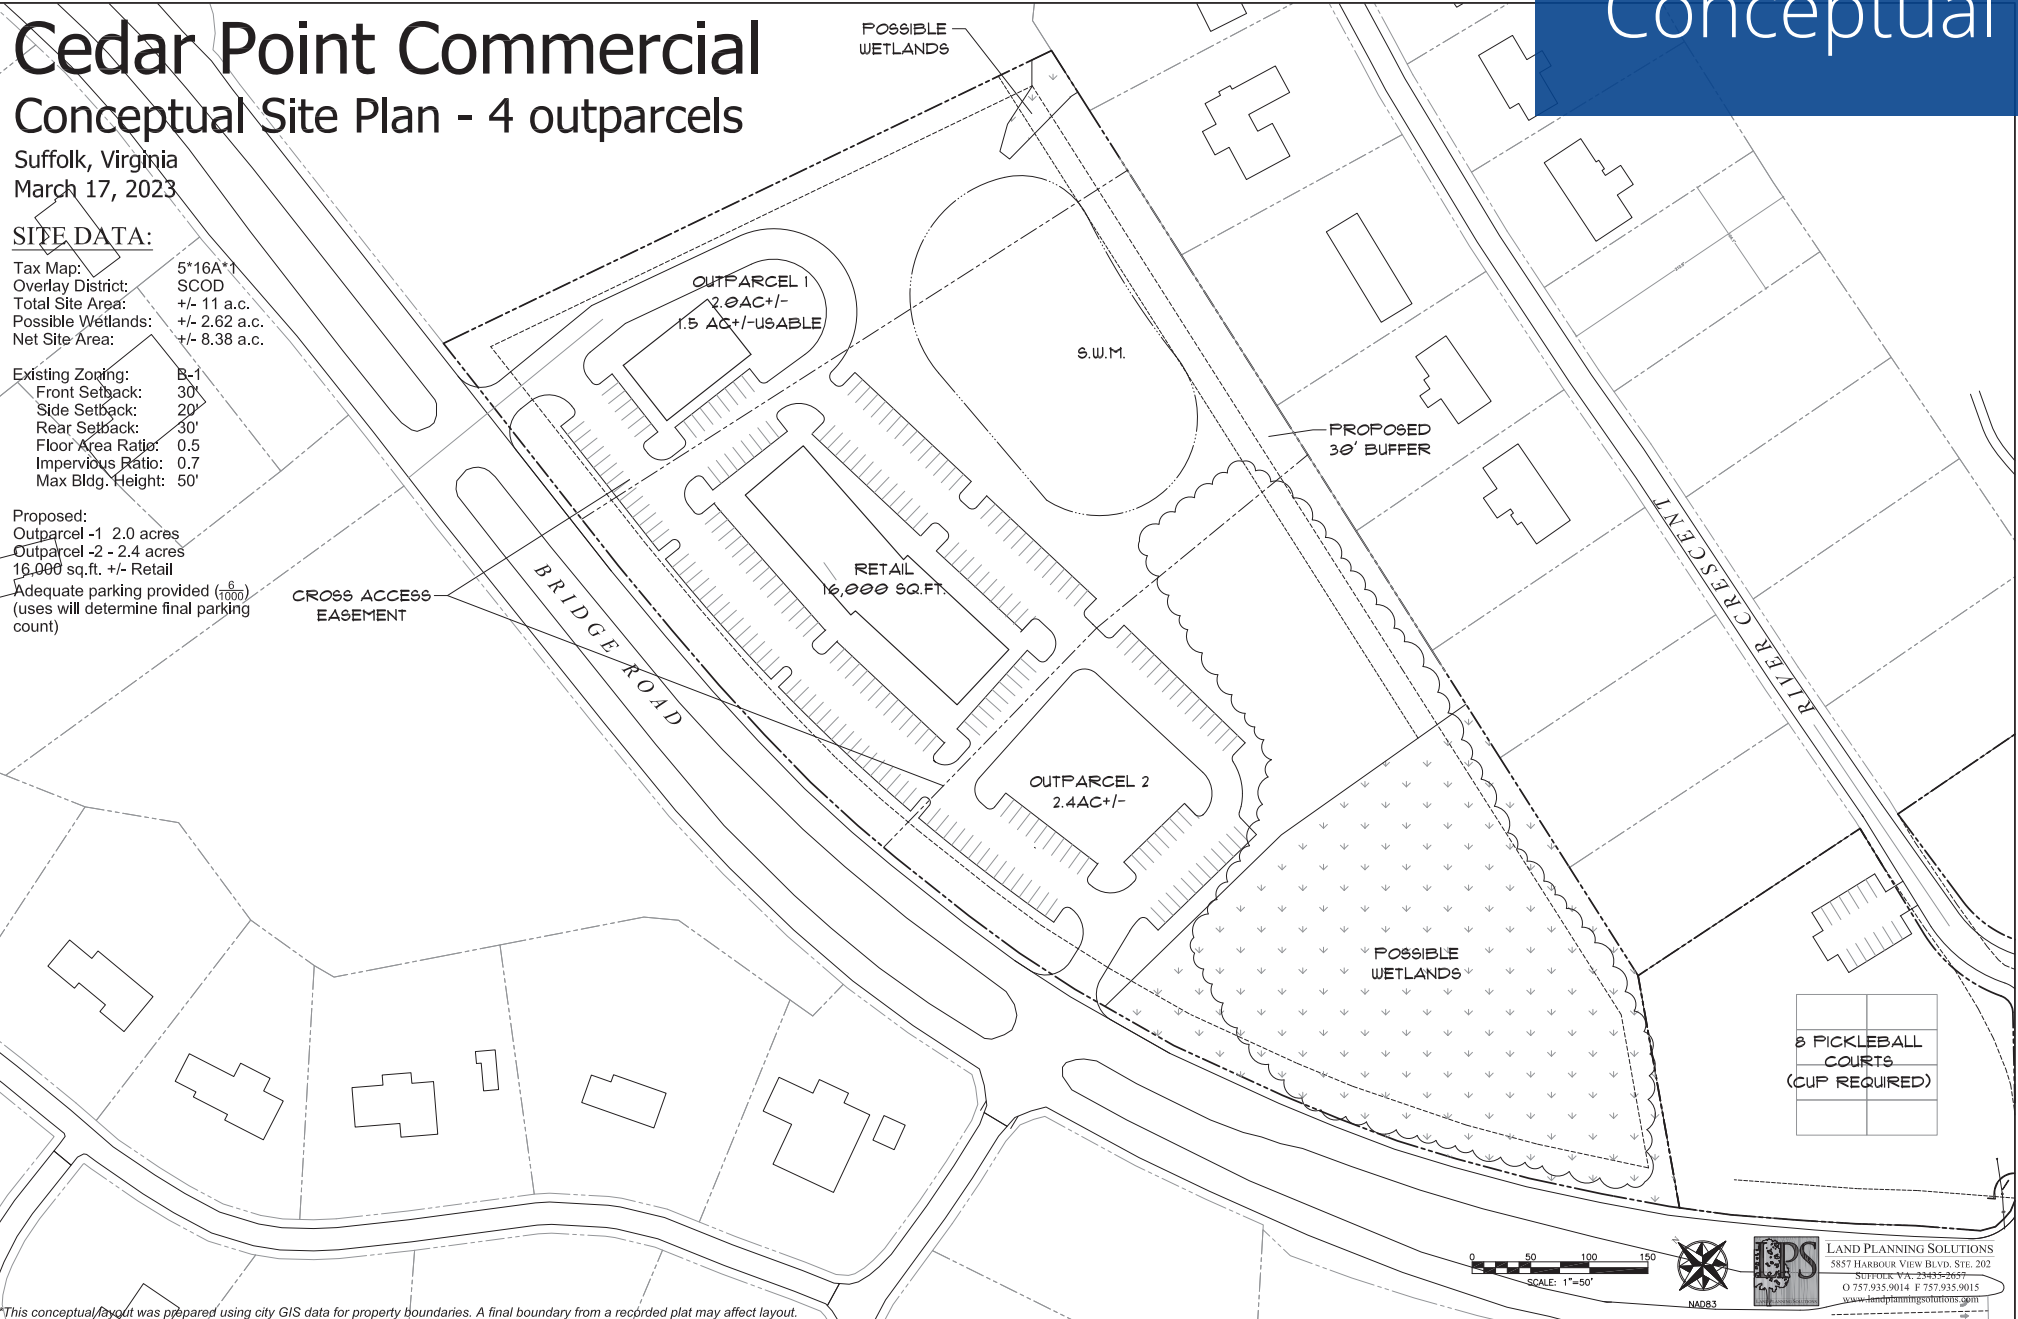 Conceptual
Cedar Point Commercial
Conceptual Site Plan - 4 outparcels
Suffolk, Virginia
March 17, 2023
SITE DATA:
Tax Map: 5*16A*1
Overlay District: SCOD
Total Site Area: +/- 11 a.c.
Possible Wetlands: +/- 2.62 a.c.
Net Site Area: +/- 8.38 a.c.
Existing Zoning: B-1
Front Setback: 30'
Side Setback: 20'
Rear Setback: 30'
Floor Area Ratio: 0.5
Impervious Ratio: 0.7
Max Bldg. Height: 50'
Proposed:
Outparcel -1 2.0 acres
Outparcel -2 - 2.4 acres
16,000 sq.ft. +/- Retail
Adequate parking provided (6/1000)
(uses will determine final parking
count)
POSSIBLE
WETLANDS
OUTPARCEL 1
2.0AC+/-
1.5 AC+/-USABLE
S.W.M.
PROPOSED
30' BUFFER
RETAIL
16,000 SQ.FT.
CROSS ACCESS
EASEMENT
BRIDGE ROAD
RIVER CRESCENT
OUTPARCEL 2
2.4AC+/-
POSSIBLE
WETLANDS
8 PICKLEBALL
COURTS
(CUP REQUIRED)
0 50 100 150
SCALE: 1"=50'
NAD83
LPS
LAND PLANNING SOLUTIONS
5857 HARBOUR VIEW BLVD. STE. 202
SUFFOLK VA. 23435-2657
O 757.935.9014 F 757.935.9015
www.landplanningsolutions.com
*This conceptual layout was prepared using city GIS data for property boundaries. A final boundary from a recorded plat may affect layout.